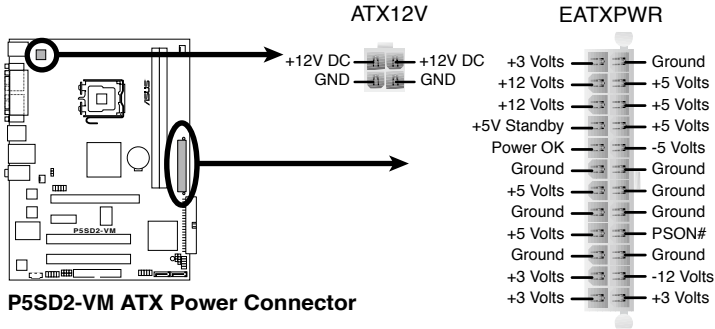 ATX12V EATXPWR
+12V DC +12V DC
GND GND
+3 Volts Ground
+12 Volts +5 Volts
+12 Volts +5 Volts
+5V Standby +5 Volts
Power OK -5 Volts
Ground Ground
+5 Volts Ground
Ground Ground
+5 Volts PSON#
Ground Ground
+3 Volts -12 Volts
+3 Volts +3 Volts
ASUS
P5SD2-VM
P5SD2-VM ATX Power Connector